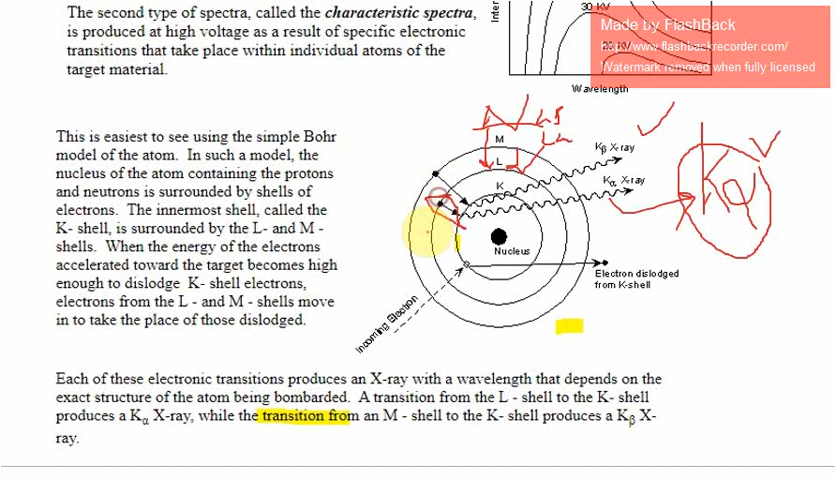 The second type of spectra, called the characteristic spectra,
is produced at high voltage as a result of specific electronic
transitions that take place within individual atoms of the
target material.
Inter
30 KV
Wavelength
Made by FlashBack
http://www.flashbackrecorder.com/
Watermark removed when fully licensed
This is easiest to see using the simple Bohr
model of the atom. In such a model, the
nucleus of the atom containing the protons
and neutrons is surrounded by shells of
electrons. The innermost shell, called the
K- shell, is surrounded by the L- and M -
shells. When the energy of the electrons
accelerated toward the target becomes high
enough to dislodge K- shell electrons,
electrons from the L - and M - shells move
in to take the place of those dislodged.
M
L
K
Kβ X-ray
Kα X-ray
Kα
Nucleus
Electron dislodged
from K-shell
Incoming Electron
Each of these electronic transitions produces an X-ray with a wavelength that depends on the
exact structure of the atom being bombarded. A transition from the L - shell to the K- shell
produces a Kα X-ray, while the transition from an M - shell to the K- shell produces a Kβ X-
ray.